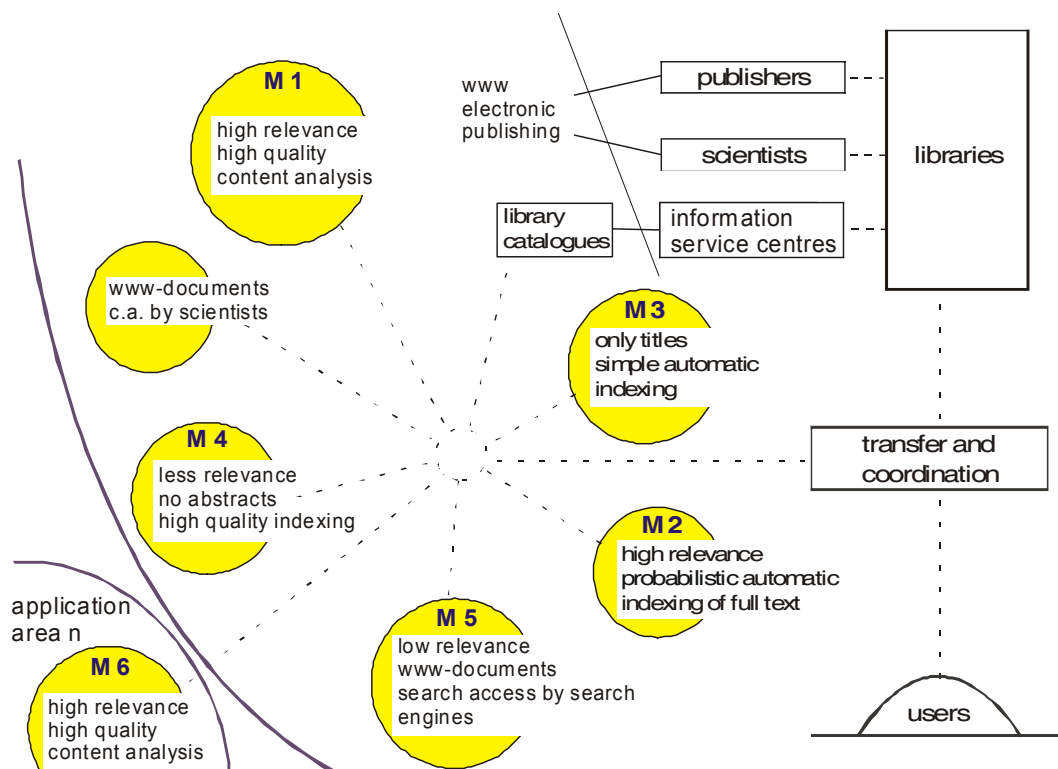 M 1
high relevance
high quality
content analysis
www
electronic
publishing
publishers
scientists
libraries
library
catalogues
information
service centres
www-documents
c.a. by scientists
M 3
only titles
simple automatic
indexing
M 4
less relevance
no abstracts
high quality indexing
transfer and
coordination
M 2
high relevance
probabilistic automatic
indexing of full text
application
area n
M 5
low relevance
www-documents
search access by search
engines
M 6
high relevance
high quality
content analysis
users